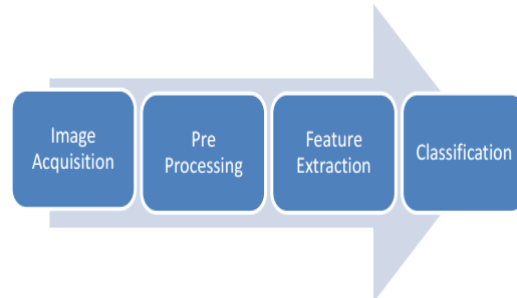 Image
Acquisition
Pre
Processing
Feature
Extraction
Classification